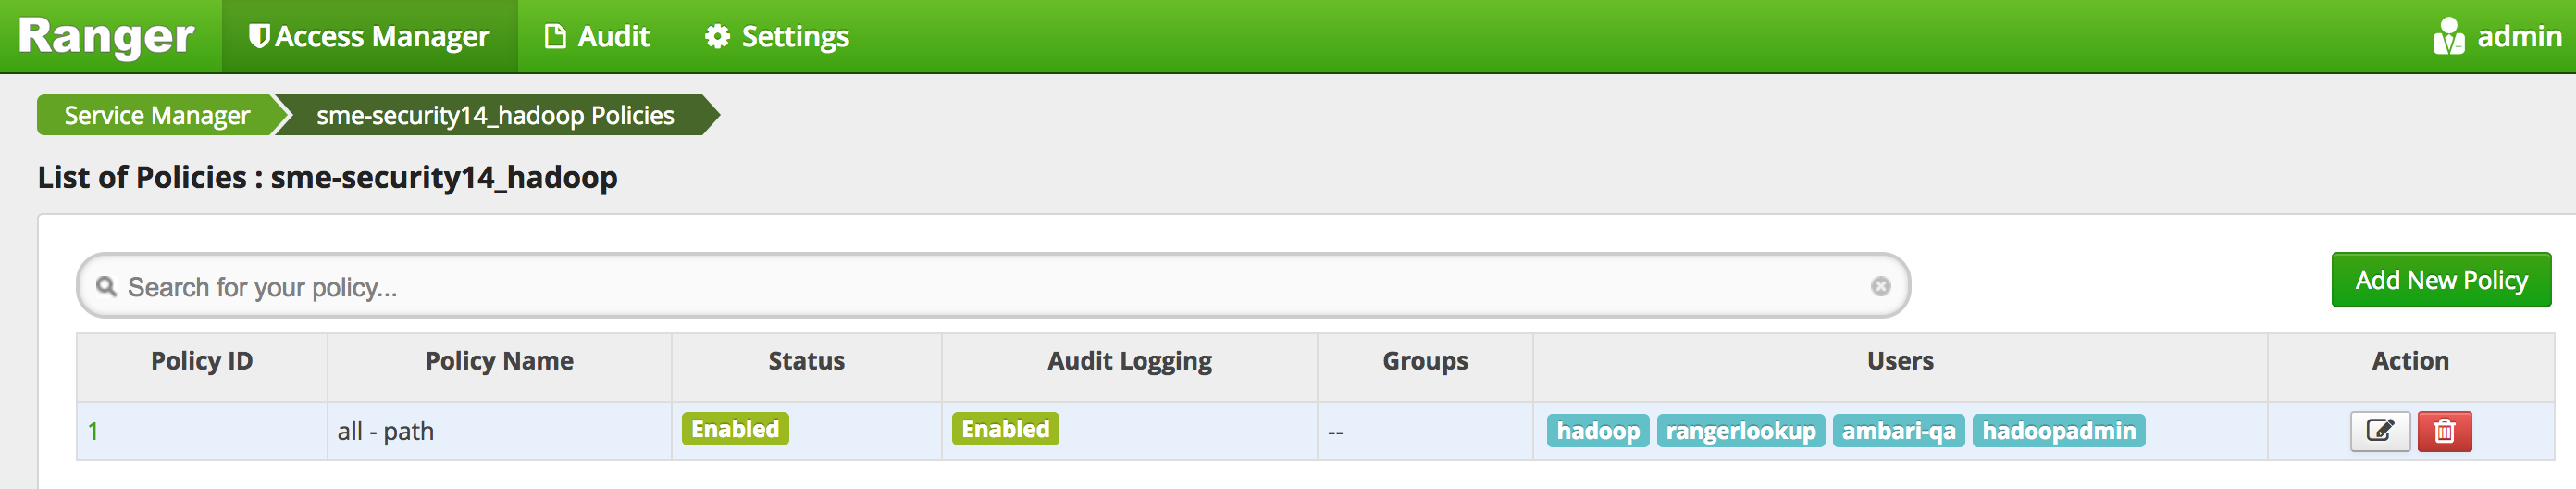 Ranger Access Manager Audit Settings admin
Service Manager sme-security14_hadoop Policies
List of Policies : sme-security14_hadoop
Search for your policy... Add New Policy
Policy ID Policy Name Status Audit Logging Groups Users Action
1 all - path Enabled Enabled -- hadoop rangerlookup ambari-qa hadoopadmin